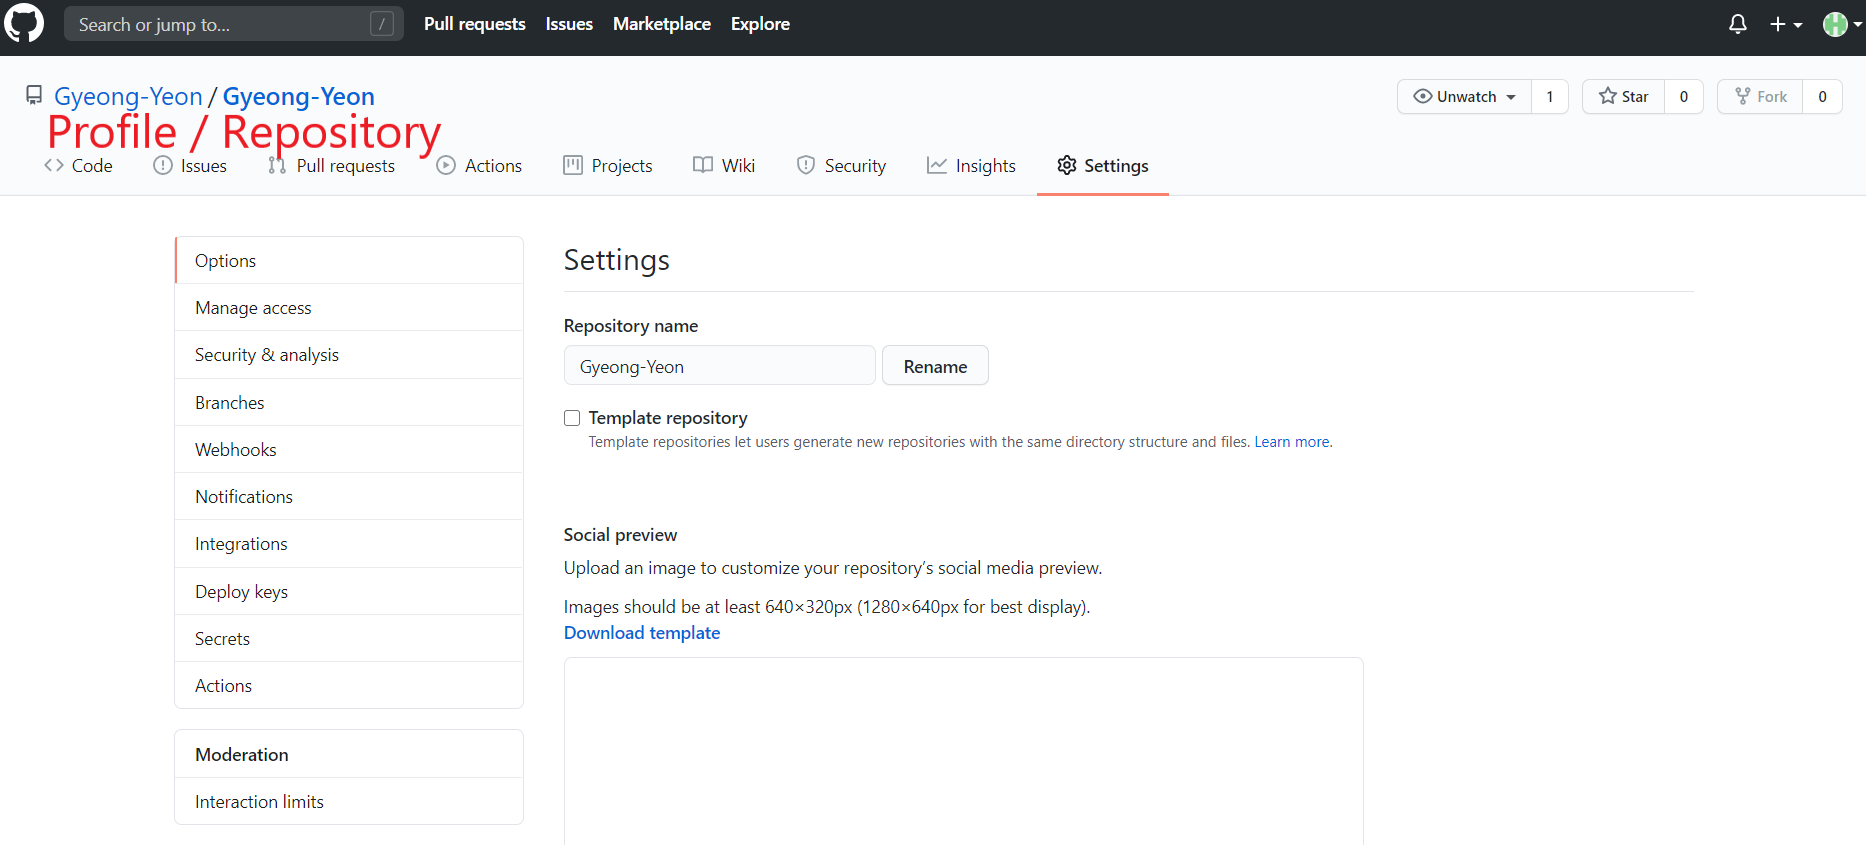 Search or jump to... / Pull requests Issues Marketplace Explore
Gyeong-Yeon / Gyeong-Yeon Unwatch 1 Star 0 Fork 0
Profile / Repository
Code Issues Pull requests Actions Projects Wiki Security Insights Settings
Options
Manage access
Security & analysis
Branches
Webhooks
Notifications
Integrations
Deploy keys
Secrets
Actions
Moderation
Interaction limits
Settings
Repository name
Gyeong-Yeon Rename
Template repository
Template repositories let users generate new repositories with the same directory structure and files. Learn more.
Social preview
Upload an image to customize your repository’s social media preview.
Images should be at least 640×320px (1280×640px for best display).
Download template